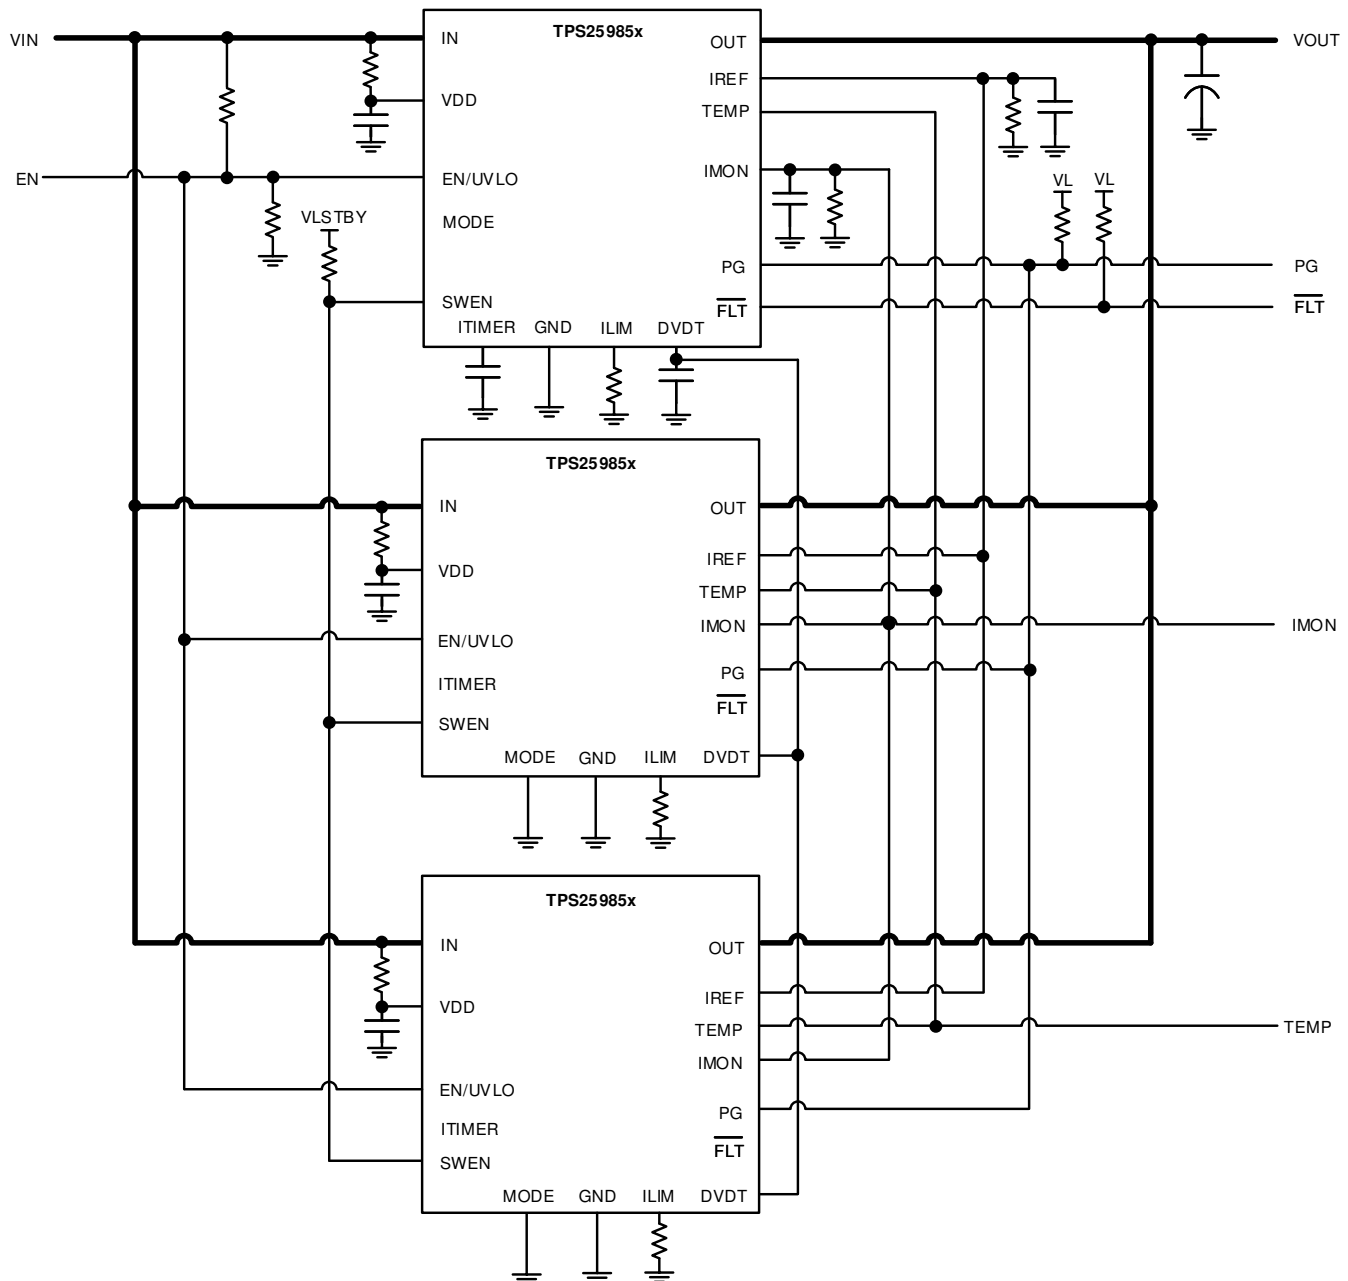 TPS25985x
VIN
IN
OUT
VOUT
IREF
VDD
TEMP
IMON
EN
EN/UVLO
VL
VL
VLSTBY
MODE
PG
PG
SWEN
FLT
FLT
ITIMER
GND
ILIM
DVDT
TPS25985x
IN
OUT
IREF
VDD
TEMP
IMON
IMON
EN/UVLO
PG
ITIMER
FLT
SWEN
MODE
GND
ILIM
DVDT
TPS25985x
IN
OUT
IREF
VDD
TEMP
TEMP
IMON
EN/UVLO
PG
ITIMER
FLT
SWEN
MODE
GND
ILIM
DVDT